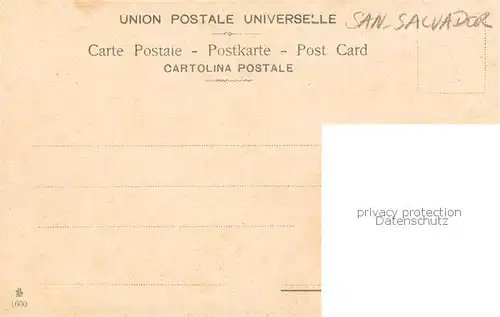 UNION POSTALE UNIVERSELLE
SAN-SALVADOR
Carte Postale - Postkarte - Post Card
CARTOLINA POSTALE
privacy protection
Datenschutz
1600